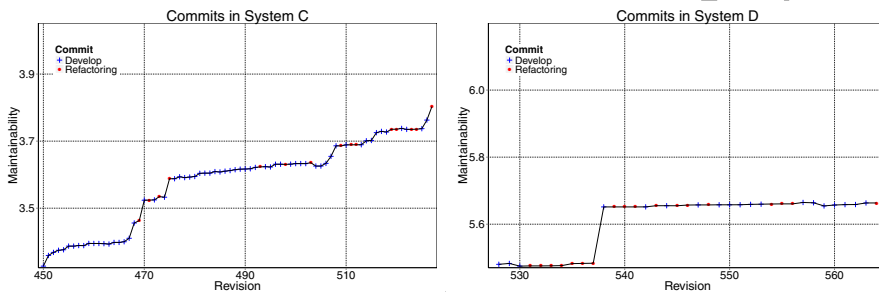 Commits in System C
Commit
Develop
Refactoring
Maintainability
3.9
3.7
3.5
450
470
490
510
Revision
Commits in System D
Commit
Develop
Refactoring
Maintainability
6.0
5.8
5.6
530
540
550
560
Revision